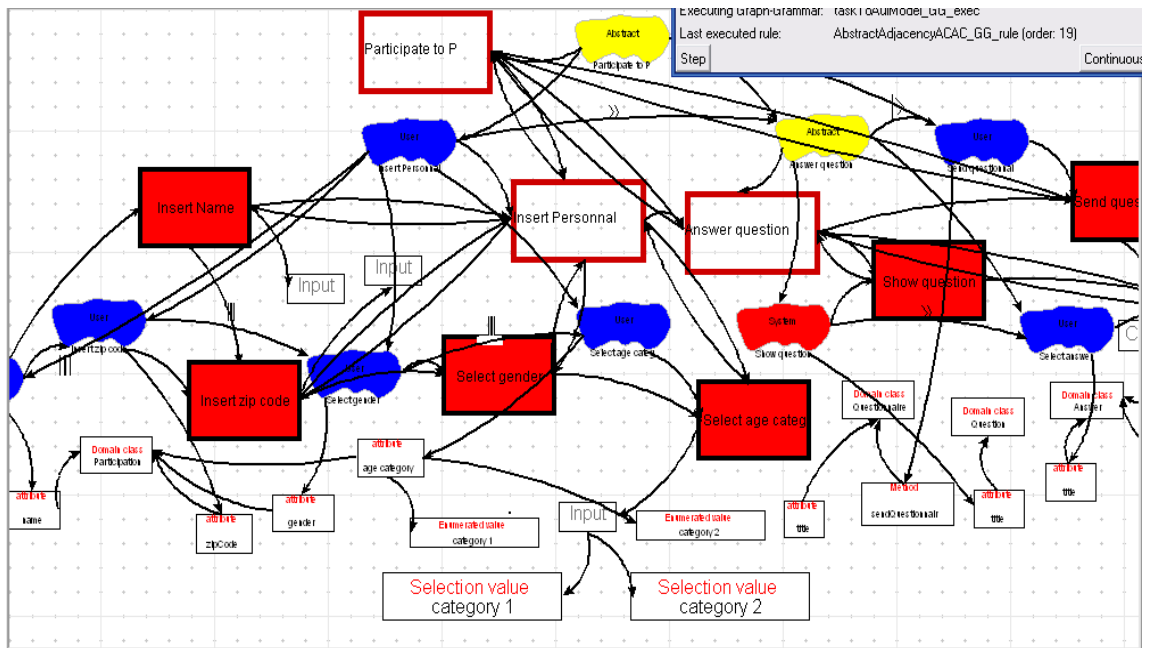 Executing Graph-Grammar: TaskToAuiModel_GG_exec
Last executed rule: AbstractAdjacencyACAC_GG_rule (order: 19)
Step
Continuous
Participate to P
Abstract
Participate to P
User
Insert Personnal
Abstract
Answer question
User
Send questionnai
Insert Name
Insert Personnal
Answer question
Send ques
Input
Input
Show question
User
Insert zip code
User
Select age categ
System
Show question
User
Select answer
C
Insert zip code
User
Select gender
Select gender
Select age categ
Domain class
Participation
attribute
age category
Domain class
Questionnaire
Domain class
Question
Domain class
Answer
attribute
name
attribute
zipCode
attribute
gender
Enumerated value
category 1
Input
Enumerated value
category 2
attribute
title
Method
sendQuestionnair
attribute
title
attribute
title
Selection value
category 1
Selection value
category 2